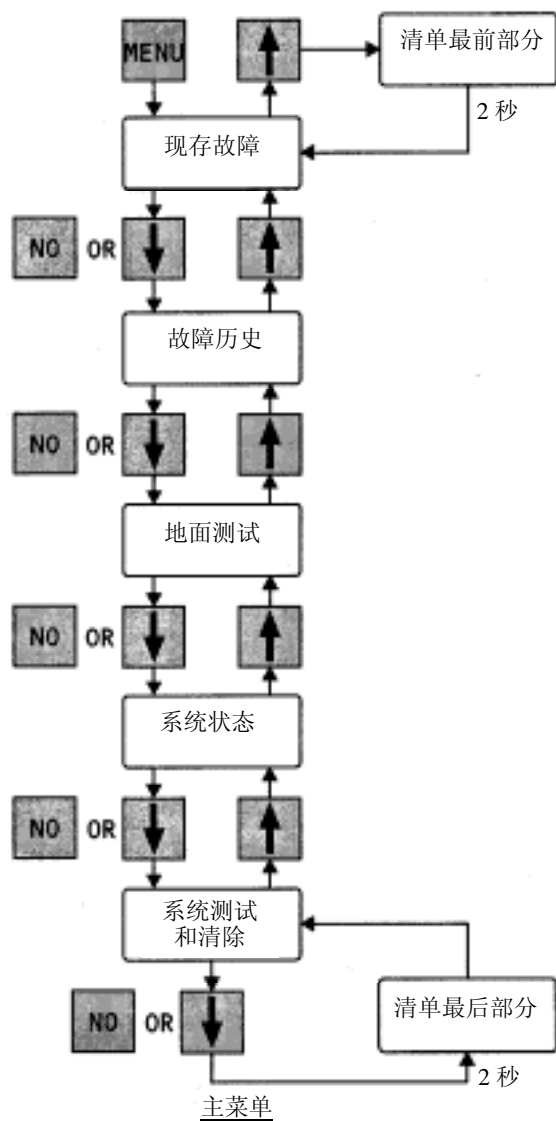 MENU
清单最前部分
2 秒
现存故障
NO OR
故障历史
NO OR
地面测试
NO OR
系统状态
NO OR
系统测试
和清除
清单最后部分
NO OR
2 秒
主菜单